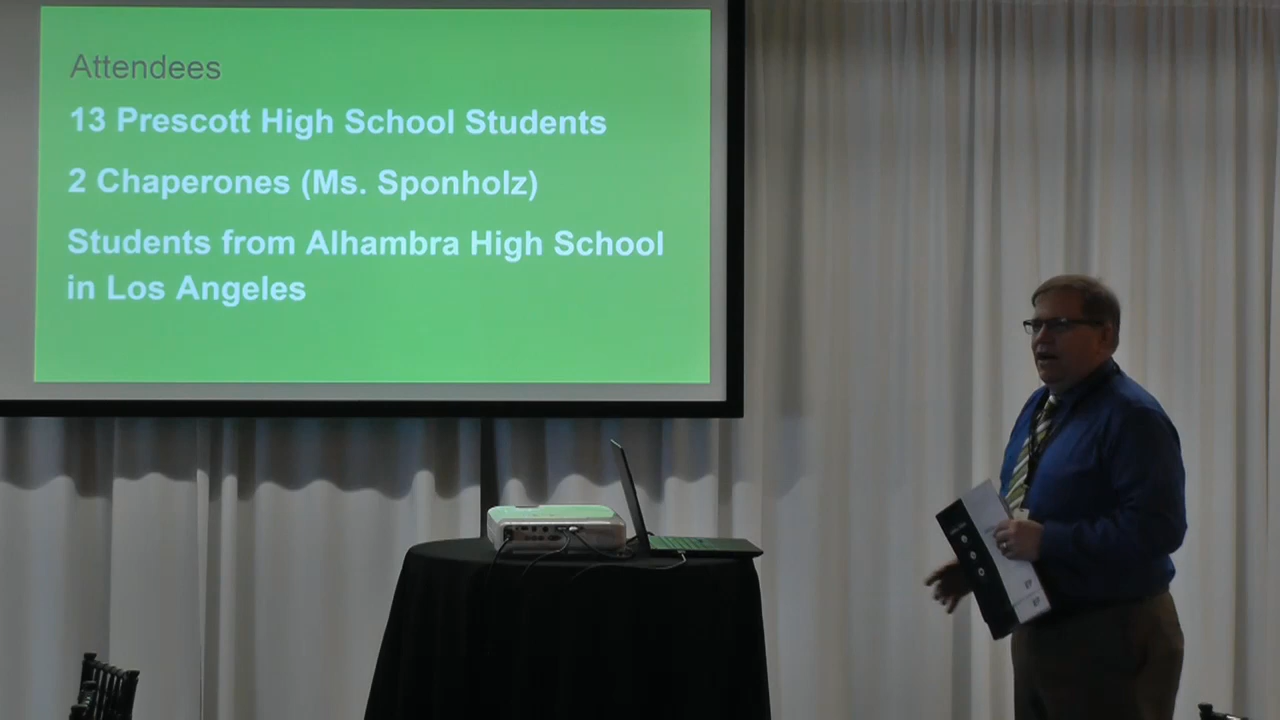 Attendees
13 Prescott High School Students
2 Chaperones (Ms. Sponholz)
Students from Alhambra High School
in Los Angeles